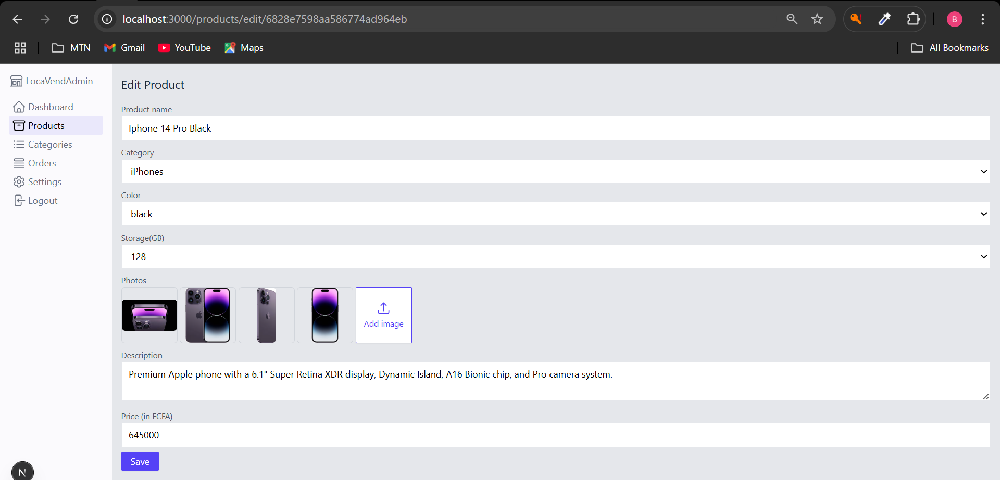 localhost:3000/products/edit/6828e7598aa586774ad964eb
B
MTN
Gmail
YouTube
Maps
All Bookmarks
LocaVendAdmin
Dashboard
Products
Categories
Orders
Settings
Logout
Edit Product
Product name
Iphone 14 Pro Black
Category
iPhones
Color
black
Storage(GB)
128
Photos
Add image
Description
Premium Apple phone with a 6.1" Super Retina XDR display, Dynamic Island, A16 Bionic chip, and Pro camera system.
Price (in FCFA)
645000
Save
N